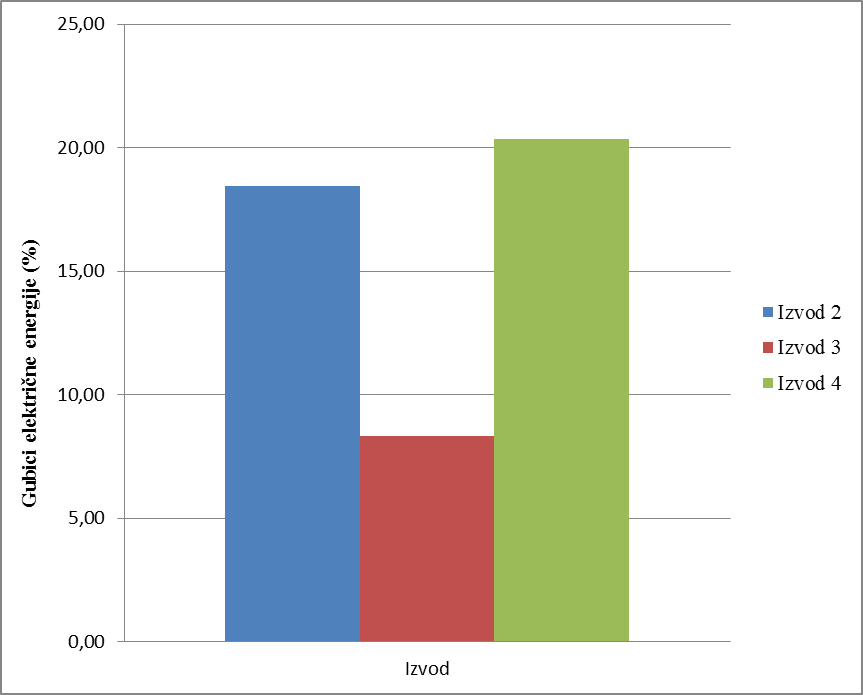 25,00
20,00
15,00
10,00
5,00
0,00
Gubici električne energije (%)
Izvod
Izvod 2
Izvod 3
Izvod 4